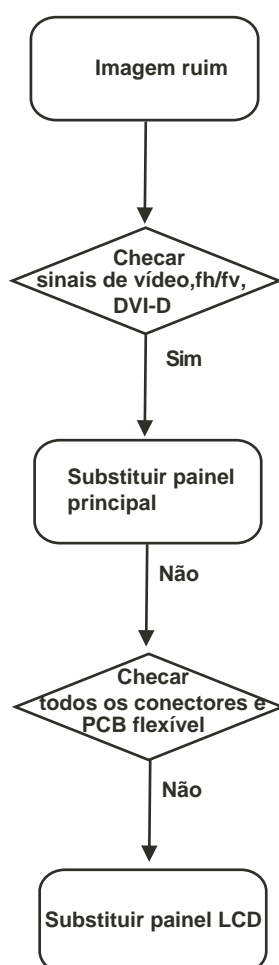 Imagem ruim
Checar
sinais de vídeo,fh/fv,
DVI-D
Sim
Substituir painel
principal
Não
Checar
todos os conectores e
PCB flexível
Não
Substituir painel LCD